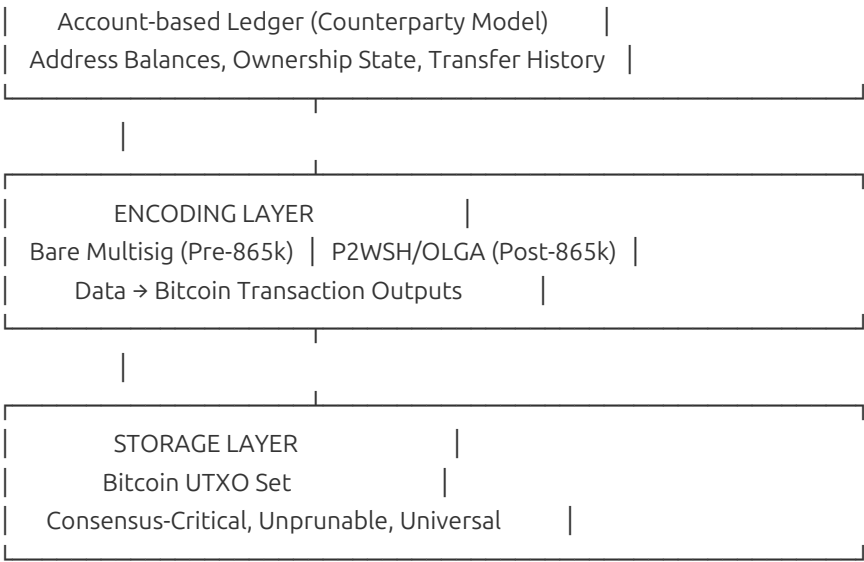 Account-based Ledger (Counterparty Model)
Address Balances, Ownership State, Transfer History
ENCODING LAYER
Bare Multisig (Pre-865k) │ P2WSH/OLGA (Post-865k)
Data → Bitcoin Transaction Outputs
STORAGE LAYER
Bitcoin UTXO Set
Consensus-Critical, Unprunable, Universal